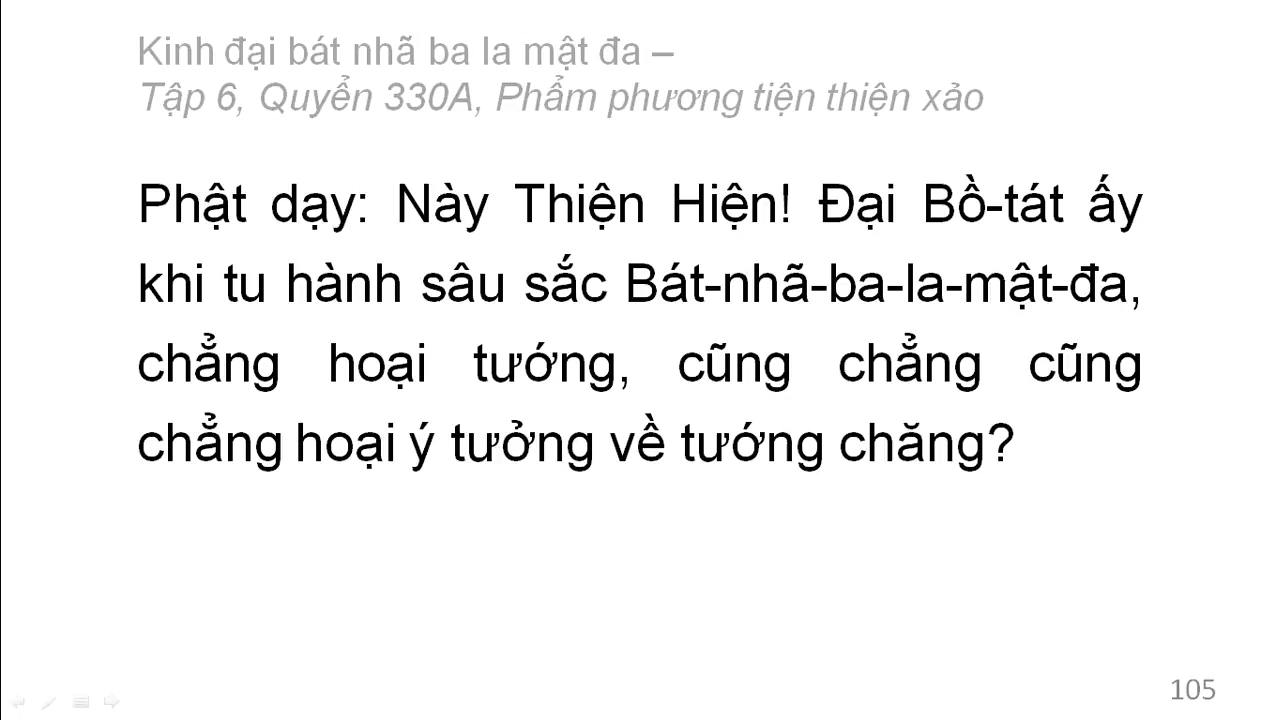 Kinh đại bát nhã ba la mật đa –
Tập 6, Quyển 330A, Phẩm phương tiện thiện xảo
Phật dạy: Này Thiện Hiện! Đại Bồ-tát ấy
khi tu hành sâu sắc Bát-nhã-ba-la-mật-đa,
chẳng hoại tướng, cũng chẳng cũng
chẳng hoại ý tưởng về tướng chăng?
105